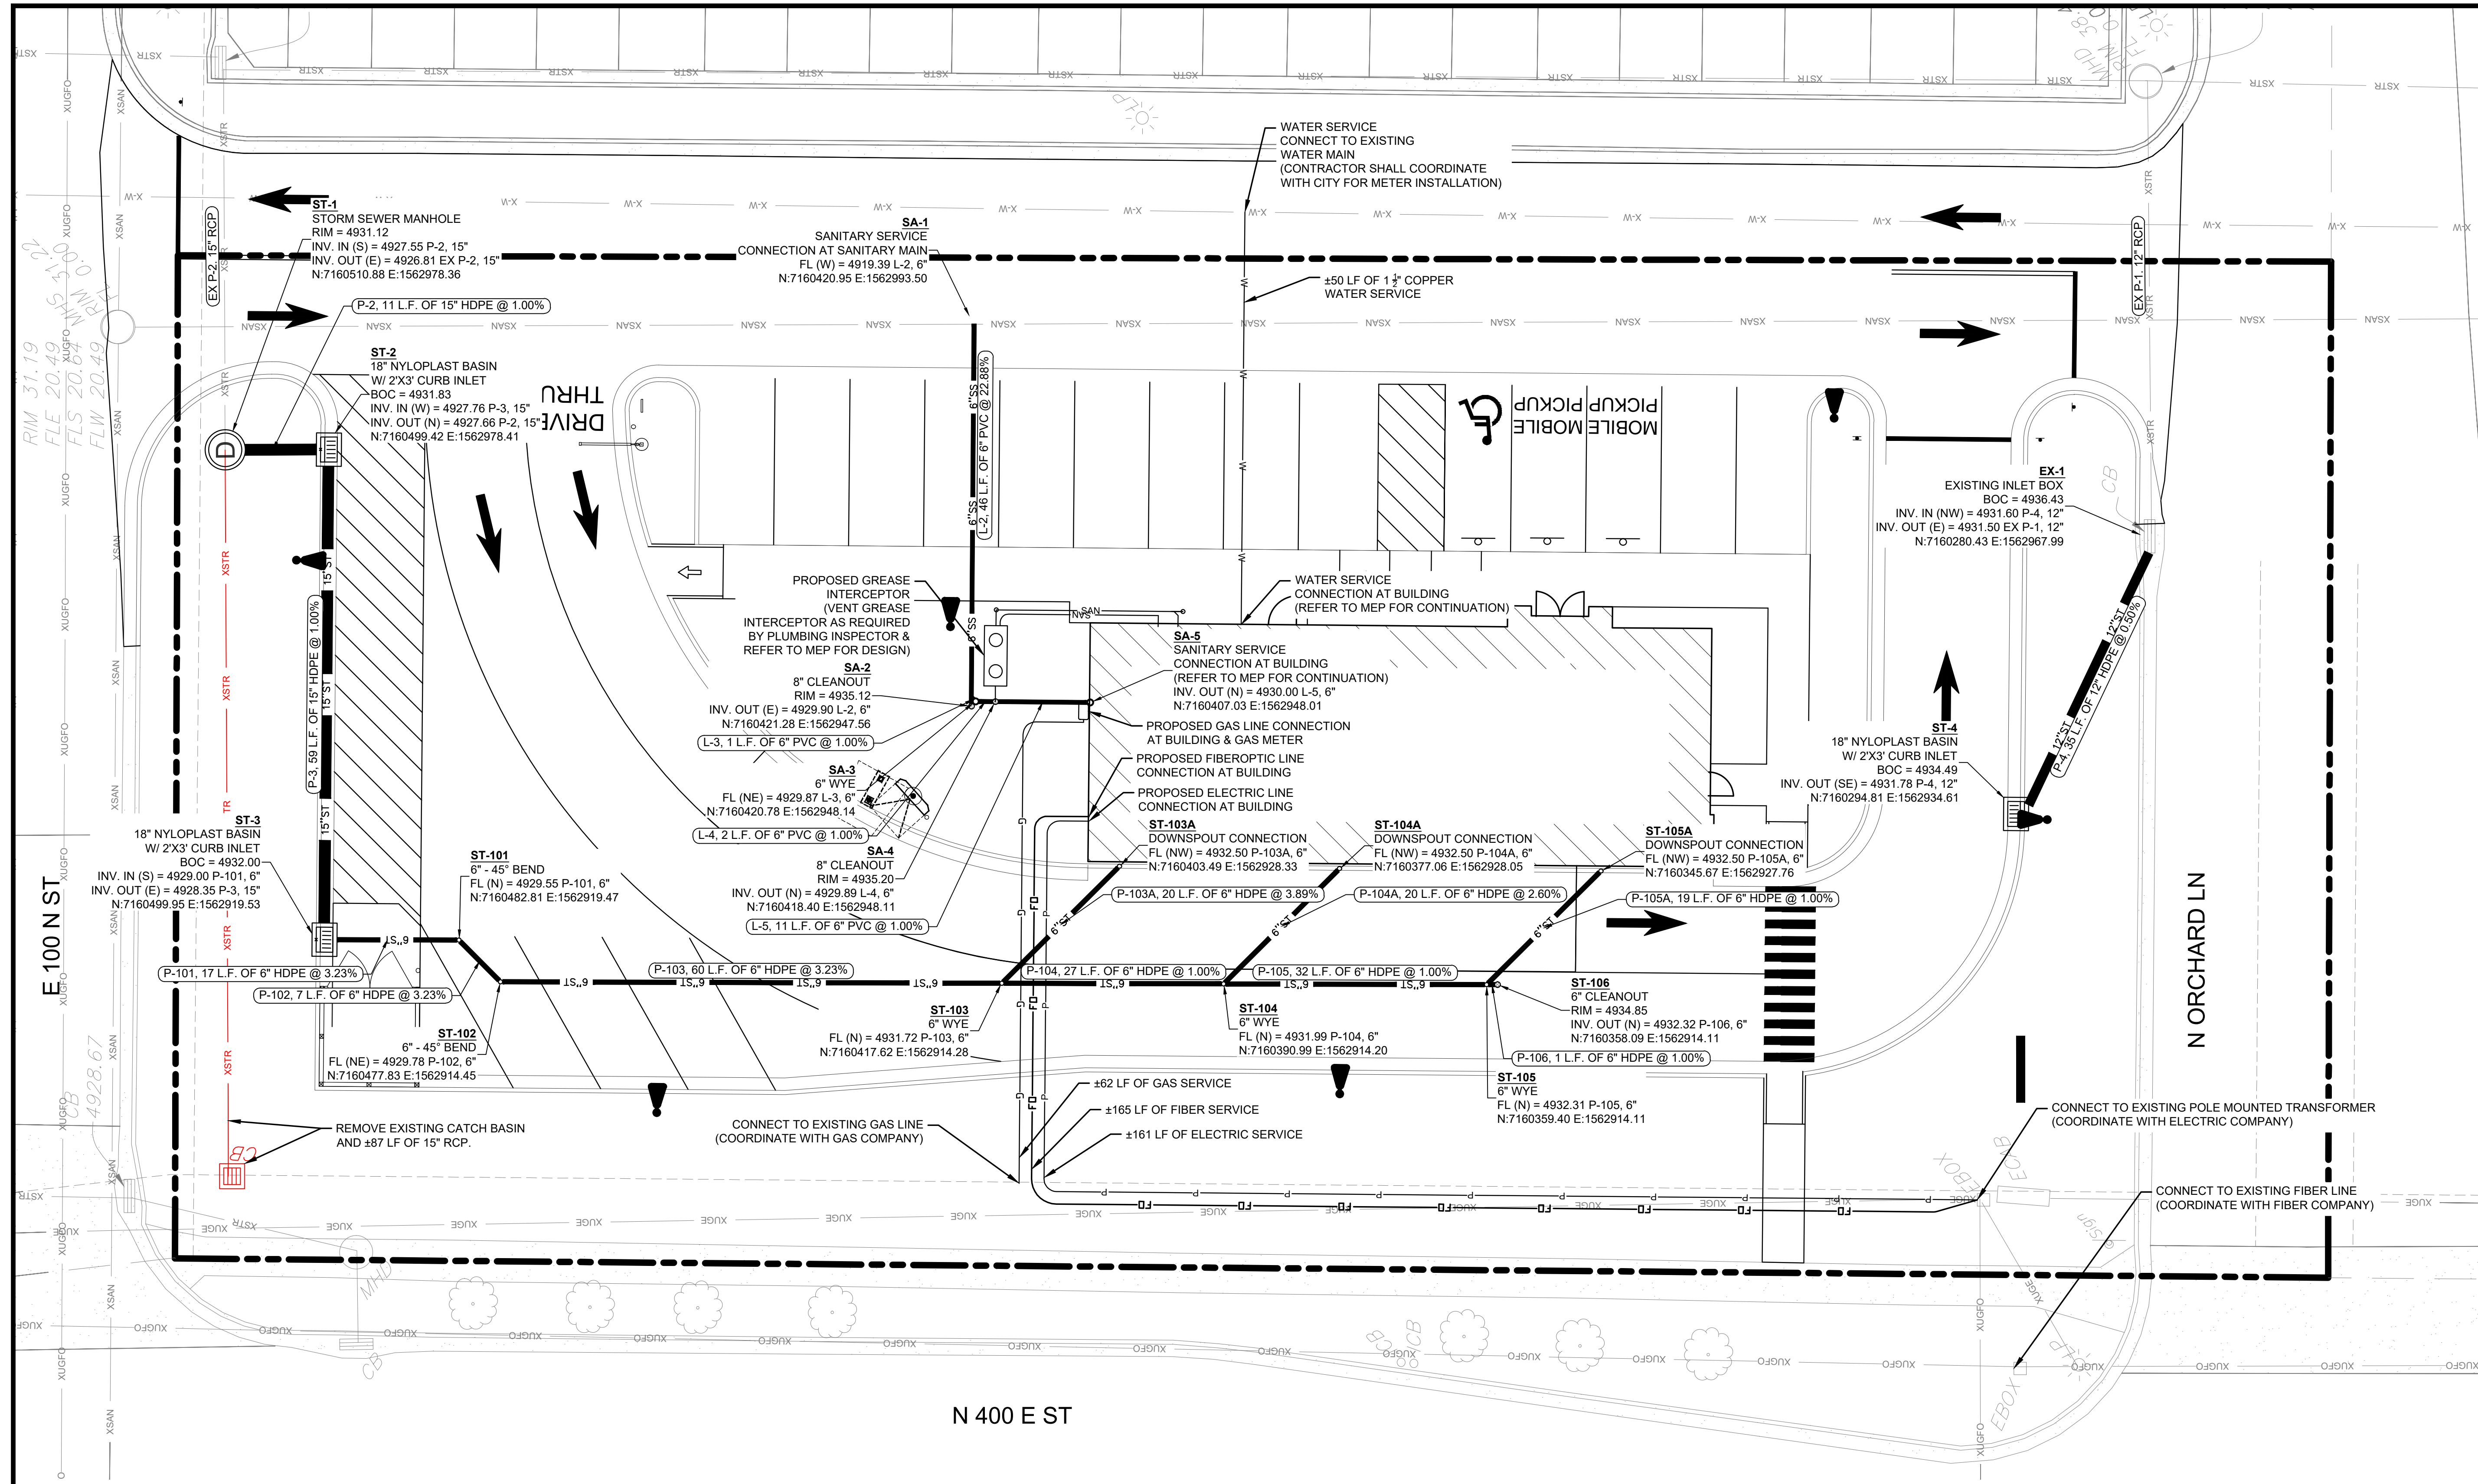 WATER SERVICE
CONNECT TO EXISTING
WATER MAIN
(CONTRACTOR SHALL COORDINATE
WITH CITY FOR METER INSTALLATION)
ST-1
STORM SEWER MANHOLE
RIM = 4931.12
INV. IN (S) = 4927.55 P-2, 15"
INV. OUT (E) = 4926.81 EX P-2, 15"
N:7160510.88 E:1562978.36
EX P-2, 15" RCP
SA-1
SANITARY SERVICE
CONNECTION AT SANITARY MAIN
FL (W) = 4919.39 L-2, 6"
N:7160420.95 E:1562993.50
±50 LF OF 1 1/2" COPPER
WATER SERVICE
EX P-1, 12" RCP
P-2, 11 L.F. OF 15" HDPE @ 1.00%
RIM 31.19
FLE 20.49
FLS 20.64
FLW 20.49
ST-2
18" NYLOPLAST BASIN
W/ 2'X3' CURB INLET
BOC = 4931.83
INV. IN (W) = 4927.76 P-3, 15"
INV. OUT (N) = 4927.66 P-2, 15"
N:7160499.42 E:1562978.41
DRIVE
THRU
L-2, 46 L.F. OF 6" PVC @ 22.88%
MOBILE
PICKUP
MOBILE
PICKUP
D
EX-1
EXISTING INLET BOX
BOC = 4936.43
INV. IN (NW) = 4931.60 P-4, 12"
INV. OUT (E) = 4931.50 EX P-1, 12"
N:7160280.43 E:1562967.99
CB
PROPOSED GREASE
INTERCEPTOR
(VENT GREASE
INTERCEPTOR AS REQUIRED
BY PLUMBING INSPECTOR &
REFER TO MEP FOR DESIGN)
WATER SERVICE
CONNECTION AT BUILDING
(REFER TO MEP FOR CONTINUATION)
SA-2
8" CLEANOUT
RIM = 4935.12
INV. OUT (E) = 4929.90 L-2, 6"
N:7160421.28 E:1562947.56
SA-5
SANITARY SERVICE
CONNECTION AT BUILDING
(REFER TO MEP FOR CONTINUATION)
INV. OUT (N) = 4930.00 L-5, 6"
N:7160407.03 E:1562948.01
P-3, 59 L.F. OF 15" HDPE @ 1.00%
P-4, 35 L.F. OF 12" HDPE @ 0.50%
L-3, 1 L.F. OF 6" PVC @ 1.00%
PROPOSED GAS LINE CONNECTION
AT BUILDING & GAS METER
PROPOSED FIBEROPTIC LINE
CONNECTION AT BUILDING
PROPOSED ELECTRIC LINE
CONNECTION AT BUILDING
ST-4
18" NYLOPLAST BASIN
W/ 2'X3' CURB INLET
BOC = 4934.49
INV. OUT (SE) = 4931.78 P-4, 12"
N:7160294.81 E:1562934.61
SA-3
6" WYE
FL (NE) = 4929.87 L-3, 6"
N:7160420.78 E:1562948.14
L-4, 2 L.F. OF 6" PVC @ 1.00%
ST-3
18" NYLOPLAST BASIN
W/ 2'X3' CURB INLET
BOC = 4932.00
INV. IN (S) = 4929.00 P-101, 6"
INV. OUT (E) = 4928.35 P-3, 15"
N:7160499.95 E:1562919.53
ST-101
6" - 45° BEND
FL (N) = 4929.55 P-101, 6"
N:7160482.81 E:1562919.47
SA-4
8" CLEANOUT
RIM = 4935.20
INV. OUT (N) = 4929.89 L-4, 6"
N:7160418.40 E:1562948.11
L-5, 11 L.F. OF 6" PVC @ 1.00%
ST-103A
DOWNSPOUT CONNECTION
FL (NW) = 4932.50 P-103A, 6"
N:7160403.49 E:1562928.33
ST-104A
DOWNSPOUT CONNECTION
FL (NW) = 4932.50 P-104A, 6"
N:7160377.06 E:1562928.05
ST-105A
DOWNSPOUT CONNECTION
FL (NW) = 4932.50 P-105A, 6"
N:7160345.67 E:1562927.76
P-103A, 20 L.F. OF 6" HDPE @ 3.89%
P-104A, 20 L.F. OF 6" HDPE @ 2.60%
P-105A, 19 L.F. OF 6" HDPE @ 1.00%
E 100 N ST
N ORCHARD LN
P-101, 17 L.F. OF 6" HDPE @ 3.23%
P-102, 7 L.F. OF 6" HDPE @ 3.23%
P-103, 60 L.F. OF 6" HDPE @ 3.23%
P-104, 27 L.F. OF 6" HDPE @ 1.00%
P-105, 32 L.F. OF 6" HDPE @ 1.00%
ST-102
6" - 45° BEND
FL (NE) = 4929.78 P-102, 6"
N:7160477.83 E:1562914.45
ST-103
6" WYE
FL (N) = 4931.72 P-103, 6"
N:7160417.62 E:1562914.28
ST-104
6" WYE
FL (N) = 4931.99 P-104, 6"
N:7160390.99 E:1562914.20
ST-106
6" CLEANOUT
RIM = 4934.85
INV. OUT (N) = 4932.32 P-106, 6"
N:7160358.09 E:1562914.11
P-106, 1 L.F. OF 6" HDPE @ 1.00%
ST-105
6" WYE
FL (N) = 4932.31 P-105, 6"
N:7160359.40 E:1562914.11
CB
4928.67
REMOVE EXISTING CATCH BASIN
AND ±87 LF OF 15" RCP.
CB
CONNECT TO EXISTING GAS LINE
(COORDINATE WITH GAS COMPANY)
±62 LF OF GAS SERVICE
±165 LF OF FIBER SERVICE
±161 LF OF ELECTRIC SERVICE
CONNECT TO EXISTING POLE MOUNTED TRANSFORMER
(COORDINATE WITH ELECTRIC COMPANY)
CONNECT TO EXISTING FIBER LINE
(COORDINATE WITH FIBER COMPANY)
EBOX
Sign
MHD
CB
CB
EBOX
LP
N 400 E ST